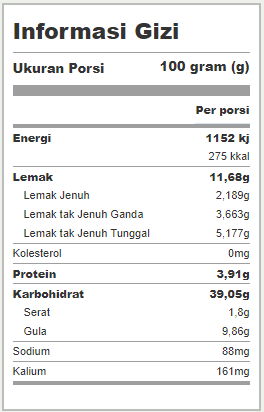 Informasi Gizi
Ukuran Porsi 100 gram (g)
Per porsi
Energi 1152 kj
275 kkal
Lemak 11,68g
Lemak Jenuh 2,189g
Lemak tak Jenuh Ganda 3,663g
Lemak tak Jenuh Tunggal 5,177g
Kolesterol 0mg
Protein 3,91g
Karbohidrat 39,05g
Serat 1,8g
Gula 9,86g
Sodium 88mg
Kalium 161mg